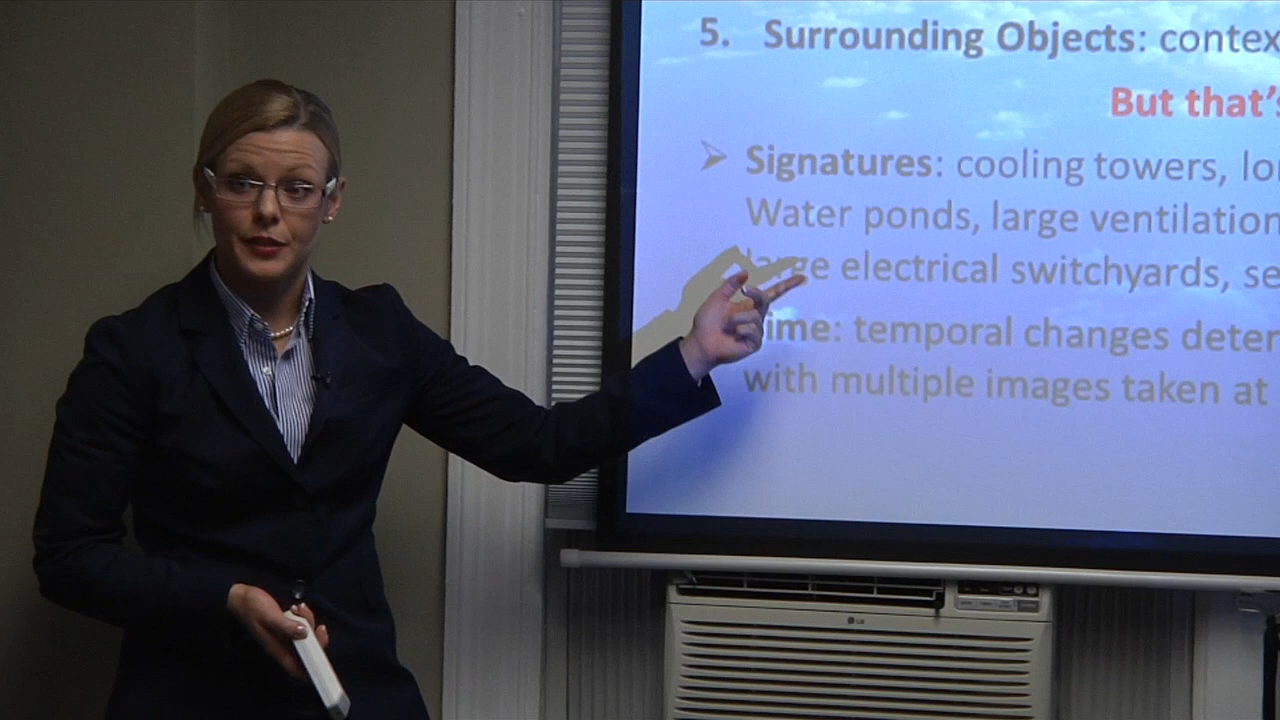 5. Surrounding Objects: contex
But that's
Signatures: cooling towers, lo
Water ponds, large ventilation
large electrical switchyards, se
ime: temporal changes deter
with multiple images taken at
LG